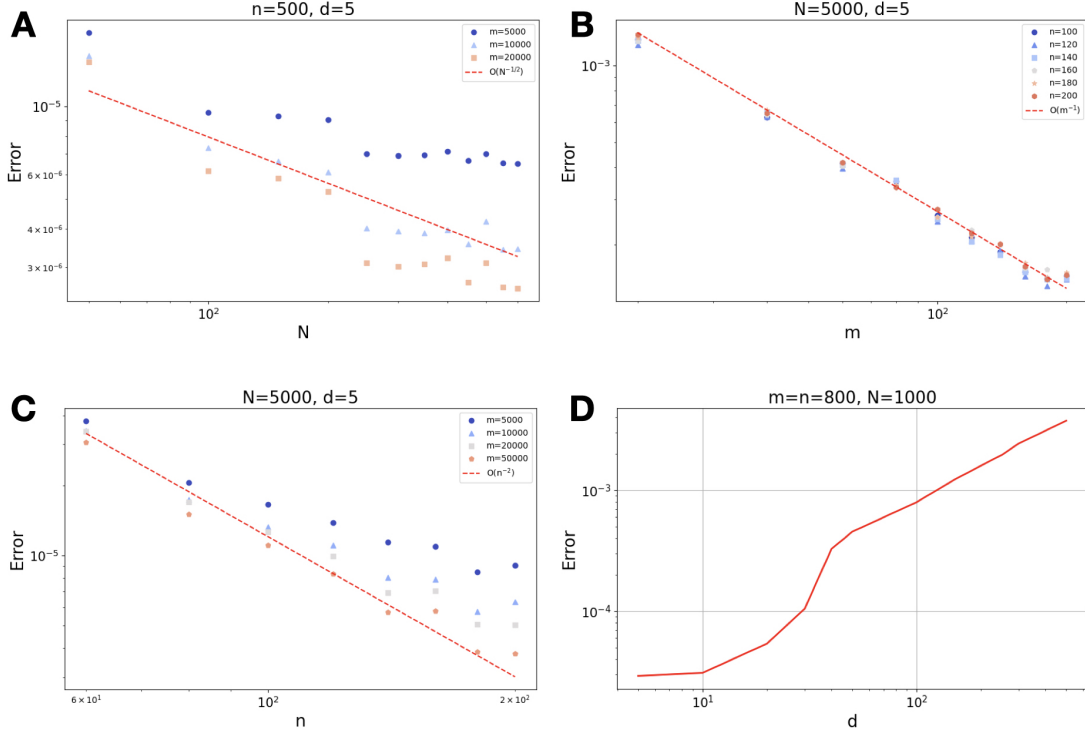 A
n=500, d=5
m=5000
m=10000
m=20000
O(N^{-1/2})
Error
10^{-5}
6 × 10^{-6}
4 × 10^{-6}
3 × 10^{-6}
10^2
N
B
N=5000, d=5
n=100
n=120
n=140
n=160
n=180
n=200
O(m^{-1})
Error
10^{-3}
10^2
m
C
N=5000, d=5
m=5000
m=10000
m=20000
m=50000
O(n^{-2})
Error
10^{-5}
6 × 10^1
10^2
2 × 10^2
n
D
m=n=800, N=1000
Error
10^{-3}
10^{-4}
10^1
10^2
d